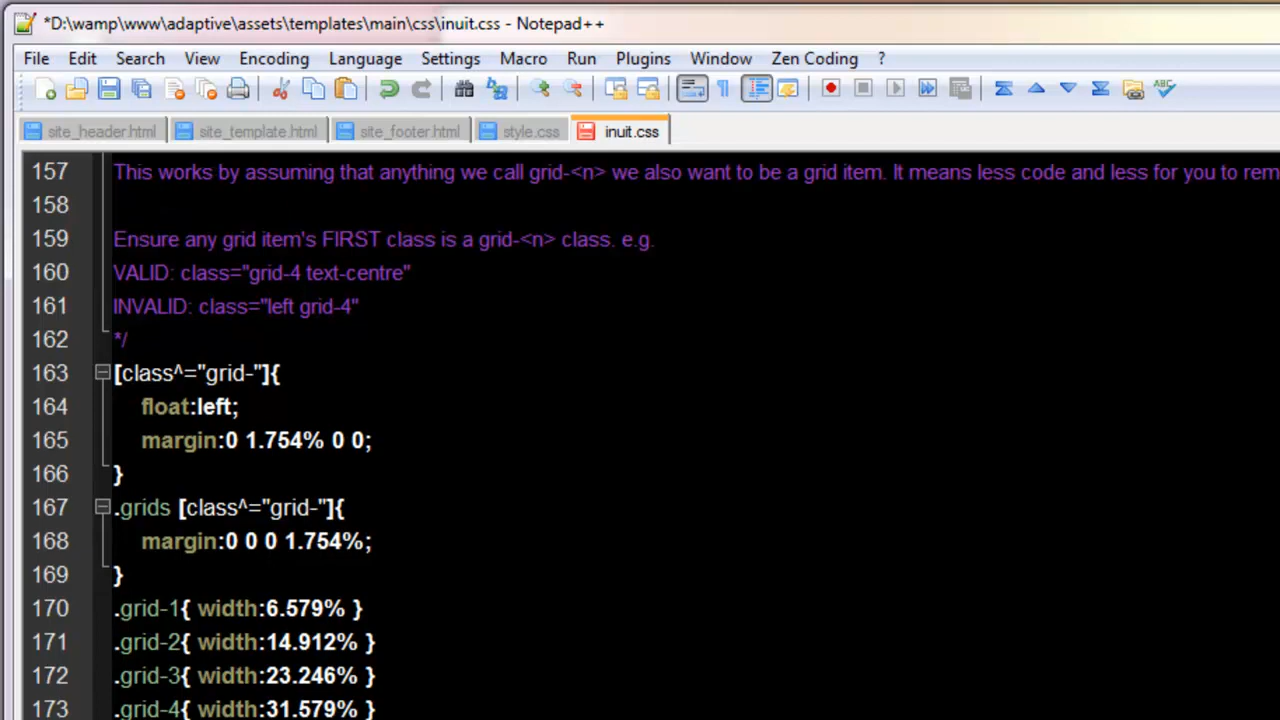 *D:\wamp\www\adaptive\assets\templates\main\css\inuit.css - Notepad++
File Edit Search View Encoding Language Settings Macro Run Plugins Window Zen Coding ?
site_header.html site_template.html site_footer.html style.css inuit.css
157 This works by assuming that anything we call grid-<n> we also want to be a grid item. It means less code and less for you to rem
158
159 Ensure any grid item's FIRST class is a grid-<n> class. e.g.
160 VALID: class="grid-4 text-centre"
161 INVALID: class="left grid-4"
162 */
163 [class^="grid-"]{
164 float:left;
165 margin:0 1.754% 0 0;
166 }
167 .grids [class^="grid-"]{
168 margin:0 0 0 1.754%;
169 }
170 .grid-1{ width:6.579% }
171 .grid-2{ width:14.912% }
172 .grid-3{ width:23.246% }
173 .grid-4{ width:31.579% }